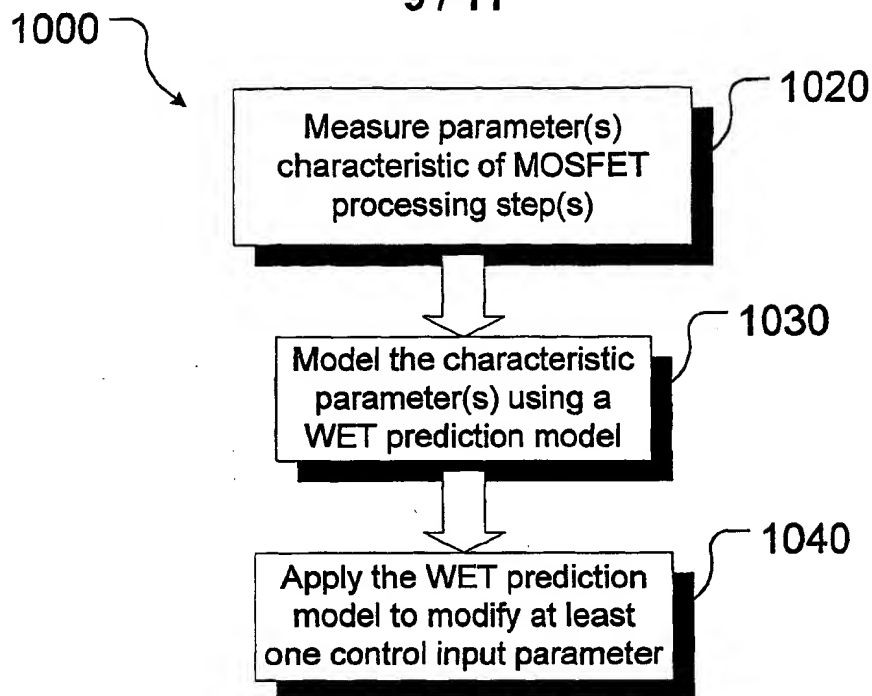 1000
1020
Measure parameter(s)
characteristic of MOSFET
processing step(s)
1030
Model the characteristic
parameter(s) using a
WET prediction model
1040
Apply the WET prediction
model to modify at least
one control input parameter